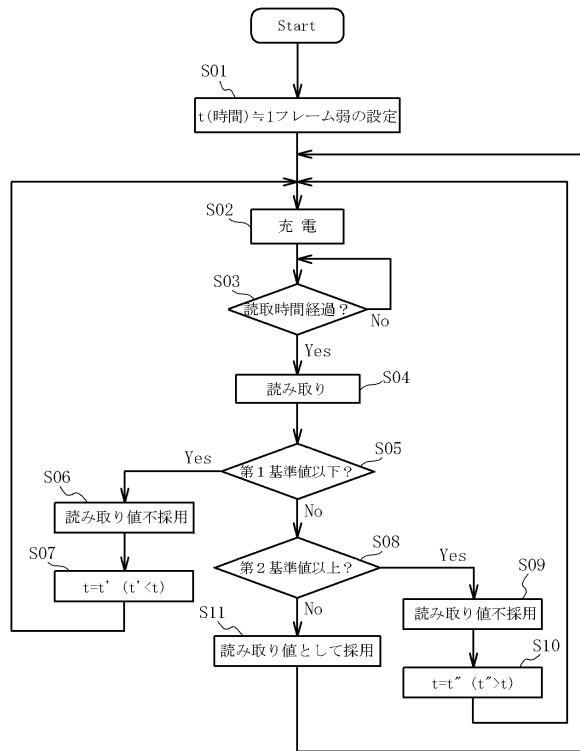 Start
S01
t(時間)≒1フレーム弱の設定
S02
充 電
S03
読取時間経過？
No
Yes
読み取り
S04
第1基準値以下？
S05
Yes
No
S06
読み取り値不採用
S07
t=t' (t'<t)
第2基準値以上？
S08
Yes
No
S09
読み取り値不採用
S10
t=t" (t">t)
S11
読み取り値として採用